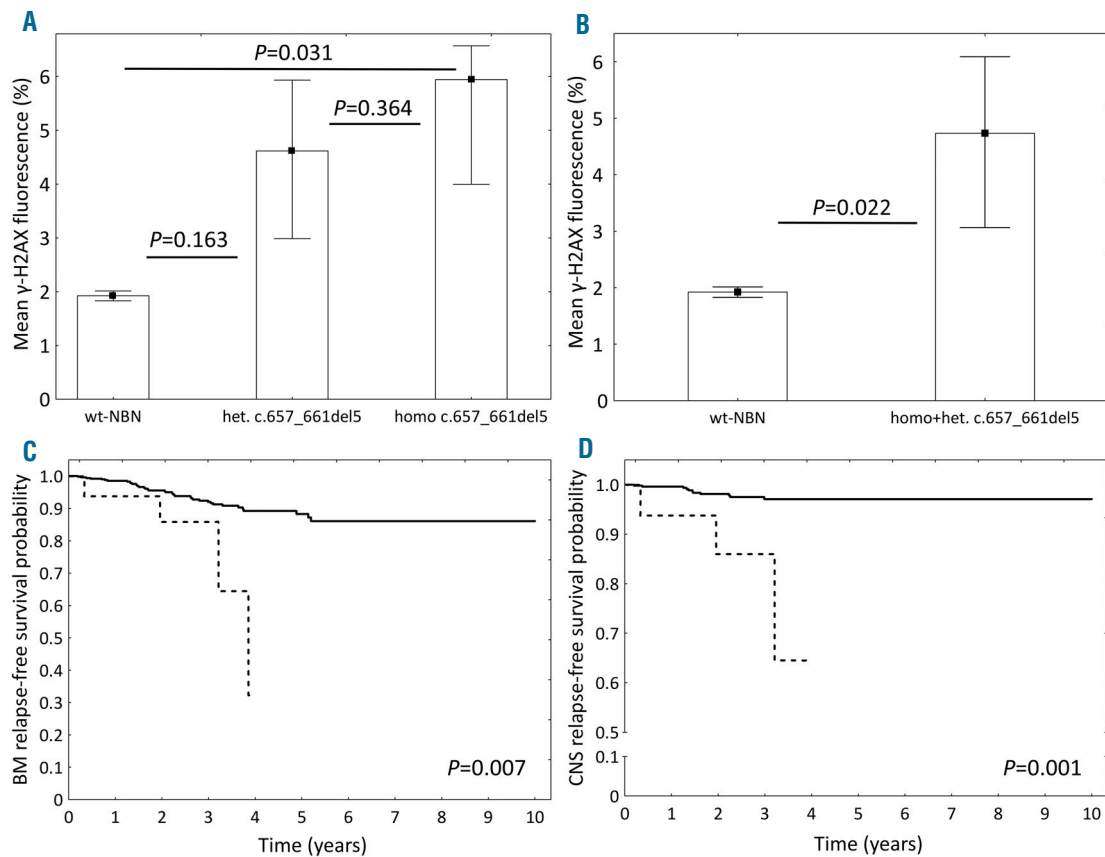 A
Mean γ-H2AX fluorescence (%)
6
5
4
3
2
1
0
P=0.031
P=0.364
P=0.163
wt-NBN het. c.657_661del5 homo c.657_661del5
B
Mean γ-H2AX fluorescence (%)
6
5
4
3
2
1
0
P=0.022
wt-NBN homo+het. c.657_661del5
C
BM relapse-free survival probability
1.0
0.9
0.8
0.7
0.6
0.5
0.4
0.3
0.2
0.1
0
P=0.007
0 1 2 3 4 5 6 7 8 9 10
Time (years)
D
CNS relapse-free survival probability
1.0
0.9
0.8
0.7
0.6
0.5
0.1
0
P=0.001
0 1 2 3 4 5 6 7 8 9 10
Time (years)